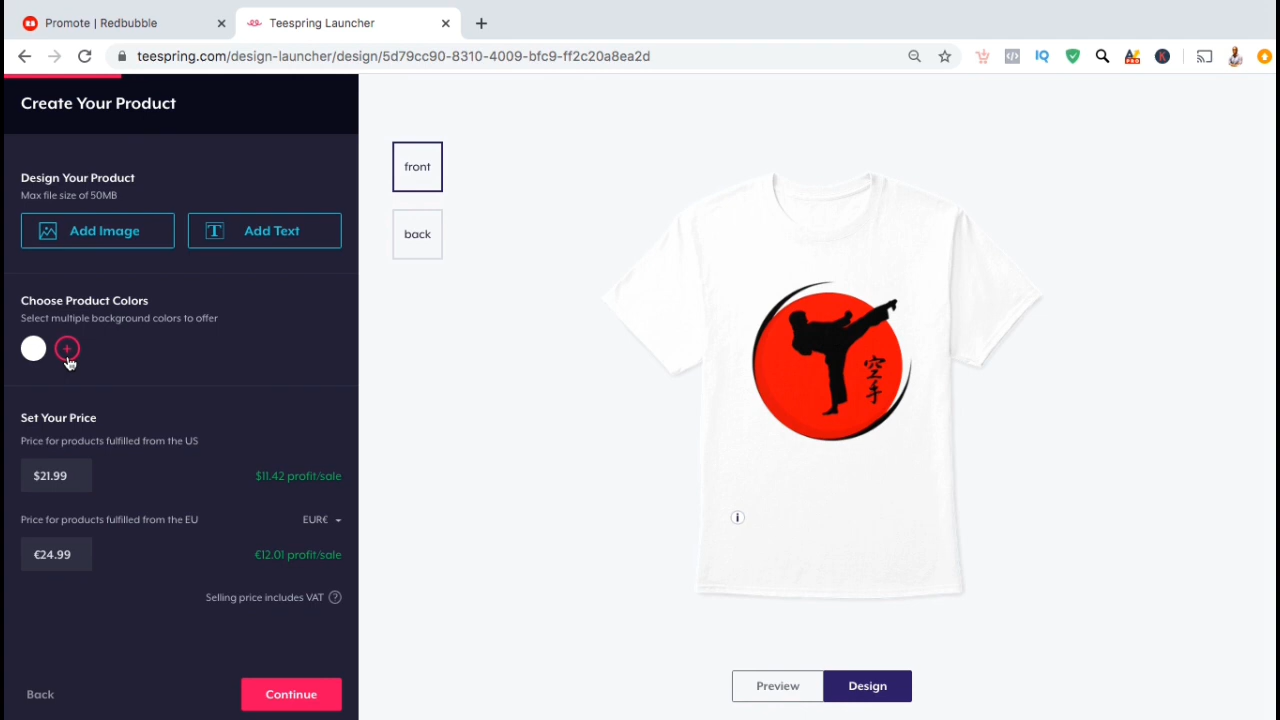 Promote | Redbubble
Teespring Launcher
teespring.com/design-launcher/design/5d79cc90-8310-4009-bfc9-ff2c20a8ea2d
Create Your Product
Design Your Product
Max file size of 50MB
Add Image
T Add Text
Choose Product Colors
Select multiple background colors to offer
Set Your Price
Price for products fulfilled from the US
$21.99 $11.42 profit/sale
Price for products fulfilled from the EU EUR€
€24.99 €12.01 profit/sale
Selling price includes VAT ?
Back
Continue
front
back
空
手
i
Preview
Design